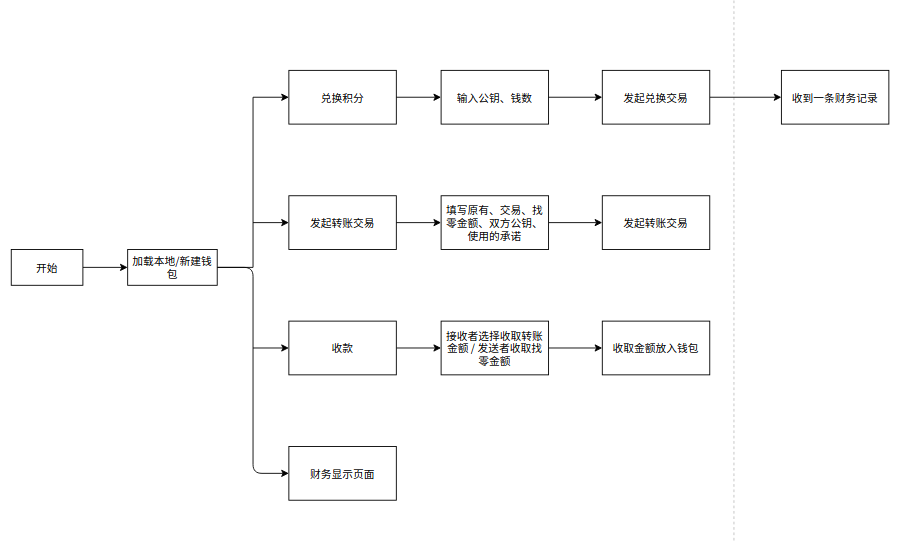 兑换积分
输入公钥、钱数
发起兑换交易
收到一条财务记录
发起转账交易
填写原有、交易、找
零金额、双方公钥、
使用的承诺
发起转账交易
开始
加载本地/新建钱
包
收款
接收者选择收取转账
金额 / 发送者收取找
零金额
收取金额放入钱包
财务显示页面